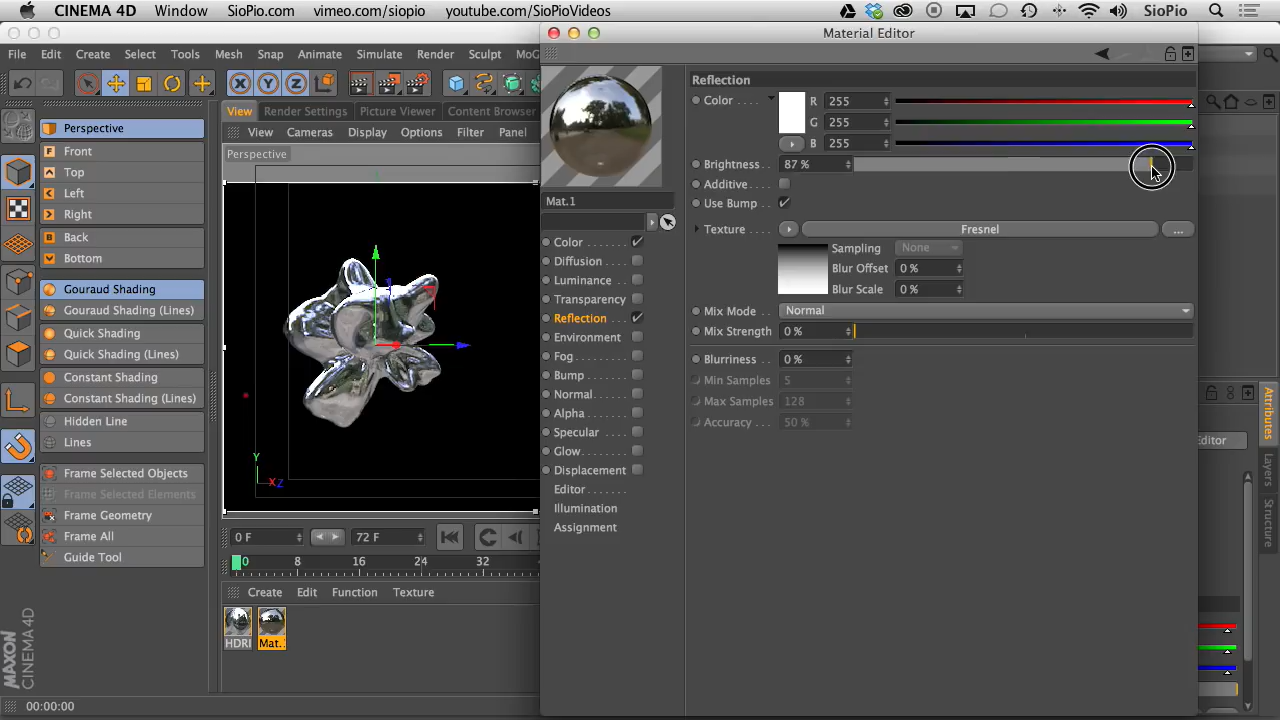 CINEMA 4D Window SioPio.com vimeo.com/siopio youtube.com/SioPioVideos SioPio
Material Editor
File Edit Create Select Tools Mesh Snap Animate Simulate Render Sculpt MoG
View Render Settings Picture Viewer Content Browser
View Cameras Display Options Filter Panel
Perspective
Perspective
Front
Top
Left
Right
Back
Bottom
Gouraud Shading
Gouraud Shading (Lines)
Quick Shading
Quick Shading (Lines)
Constant Shading
Constant Shading (Lines)
Hidden Line
Lines
Frame Selected Objects
Frame Selected Elements
Frame Geometry
Frame All
Guide Tool
Y
X Z
0 F 72 F
0 8 16 24 32
Create Edit Function Texture
HDRI Mat.
00:00:00
MAXON
CINEMA 4D
Mat.1
Color
Diffusion
Luminance
Transparency
Reflection
Environment
Fog
Bump
Normal
Alpha
Specular
Glow
Displacement
Editor
Illumination
Assignment
Reflection
Color R 255
G 255
B 255
Brightness 87 %
Additive
Use Bump
Texture Fresnel ...
Sampling None
Blur Offset 0 %
Blur Scale 0 %
Mix Mode Normal
Mix Strength 0 %
Blurriness 0 %
Min Samples 5
Max Samples 128
Accuracy 50 %
Editor
Attributes
Layers
Structure